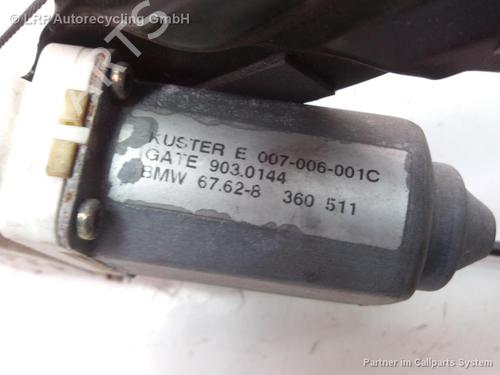 © LRP Autorecycling GmbH
PARTS
KUSTER E 007-006-001C
GATE 903.0144
BMW 67.62-8 360 511
Partner im Callparts System